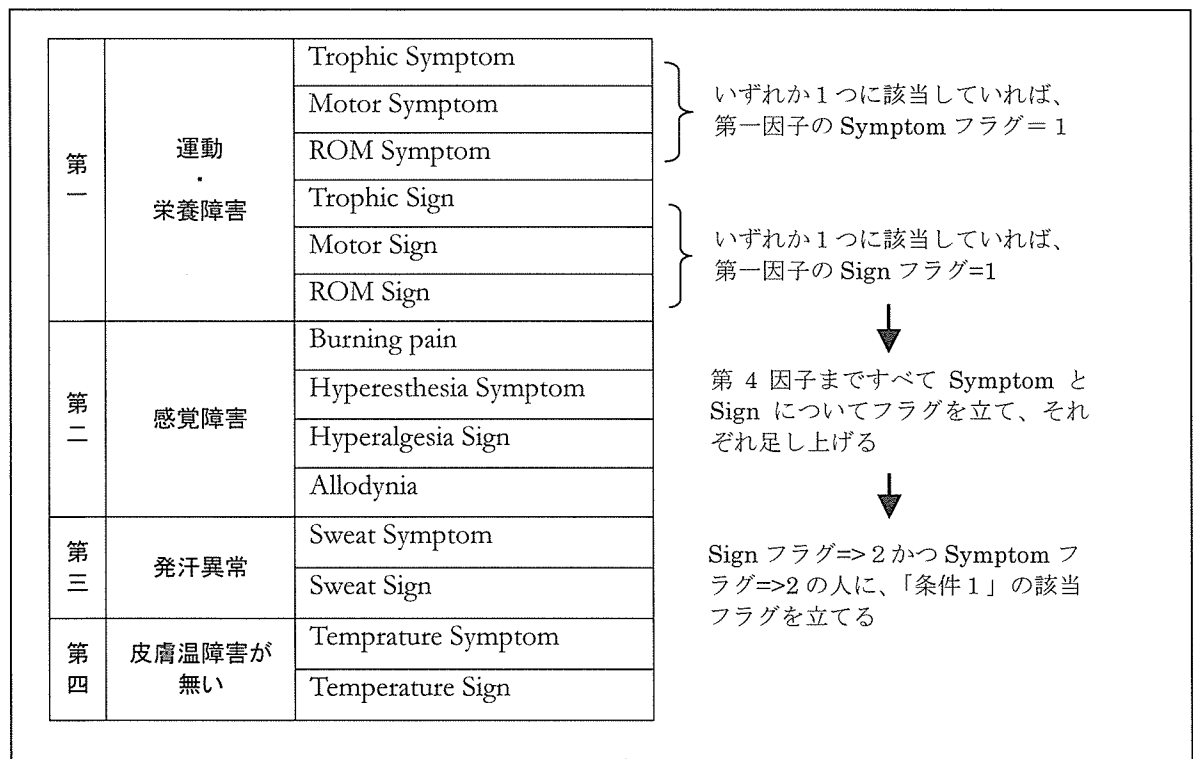 第一
運動
・
栄養障害
Trophic Symptom
Motor Symptom
ROM Symptom
Trophic Sign
Motor Sign
ROM Sign
いずれか１つに該当していれば、
第一因子の Symptom フラグ＝１
いずれか１つに該当していれば、
第一因子の Sign フラグ=1
第二
感覚障害
Burning pain
Hyperesthesia Symptom
Hyperalgesia Sign
Allodynia
第 4 因子まですべて Symptom と
Sign についてフラグを立て、それ
ぞれ足し上げる
第三
発汗異常
Sweat Symptom
Sweat Sign
第四
皮膚温障害が
無い
Temprature Symptom
Temperature Sign
Sign フラグ=>２かつ Symptom フ
ラグ=>2 の人に、「条件１」の該当
フラグを立てる